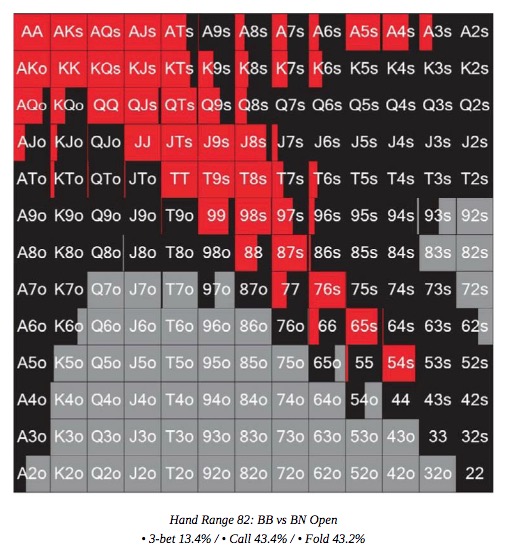 AA AKs AQs AJs ATs A9s A8s A7s A6s A5s A4s A3s A2s
AKo KK KQs KJs KTs K9s K8s K7s K6s K5s K4s K3s K2s
AQo KQo QQ QJs QTs Q9s Q8s Q7s Q6s Q5s Q4s Q3s Q2s
AJo KJo QJo JJ JTs J9s J8s J7s J6s J5s J4s J3s J2s
ATo KTo QTo JTo TT T9s T8s T7s T6s T5s T4s T3s T2s
A9o K9o Q9o J9o T9o 99 98s 97s 96s 95s 94s 93s 92s
A8o K8o Q8o J8o T8o 98o 88 87s 86s 85s 84s 83s 82s
A7o K7o Q7o J7o T7o 97o 87o 77 76s 75s 74s 73s 72s
A6o K6o Q6o J6o T6o 96o 86o 76o 66 65s 64s 63s 62s
A5o K5o Q5o J5o T5o 95o 85o 75o 65o 55 54s 53s 52s
A4o K4o Q4o J4o T4o 94o 84o 74o 64o 54o 44 43s 42s
A3o K3o Q3o J3o T3o 93o 83o 73o 63o 53o 43o 33 32s
A2o K2o Q2o J2o T2o 92o 82o 72o 62o 52o 42o 32o 22
Hand Range 82: BB vs BN Open
• 3-bet 13.4% / • Call 43.4% / • Fold 43.2%